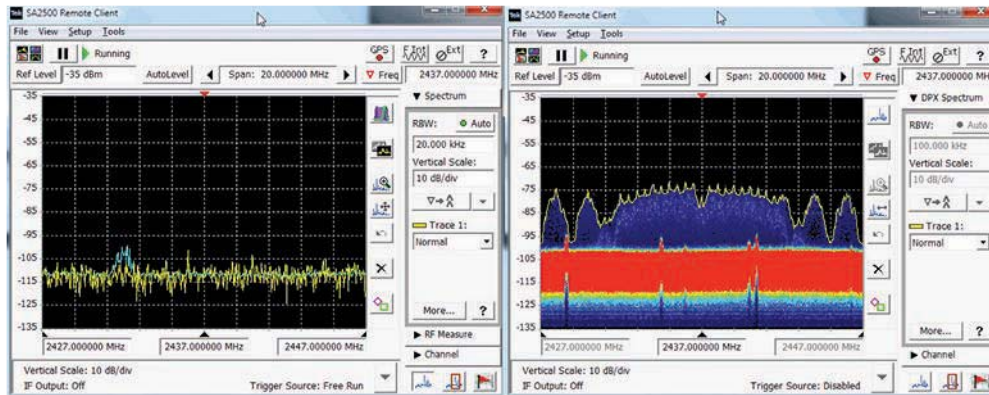 Tek SA2500 Remote Client
File View Setup Tools
Running
GPS F Int Ext ?
Ref Level -35 dBm AutoLevel Span: 20.000000 MHz Freq 2437.000000 MHz
-35
-45
-55
-65
-75
-85
-95
-105
-115
-125
-135
2427.000000 MHz 2437.000000 MHz 2447.000000 MHz
Spectrum
RBW: Auto
20.000 kHz
Vertical Scale:
10 dB/div
Trace 1:
Normal
More... ?
RF Measure
Channel
Vertical Scale: 10 dB/div
IF Output: Off Trigger Source: Free Run
Tek SA2500 Remote Client
File View Setup Tools
Running
GPS F Int Ext ?
Ref Level -35 dBm AutoLevel Span: 20.000000 MHz Freq 2437.000000 MH
-35
-45
-55
-65
-75
-85
-95
-105
-115
-125
-135
2427.000000 MHz 2437.000000 MHz 2447.000000 MHz
DPX Spectrum
RBW: Auto
100.000 kHz
Vertical Scale:
10 dB/div
Trace 1:
Normal
More... ?
Channel
Vertical Scale: 10 dB/div
IF Output: Off Trigger Source: Disabled